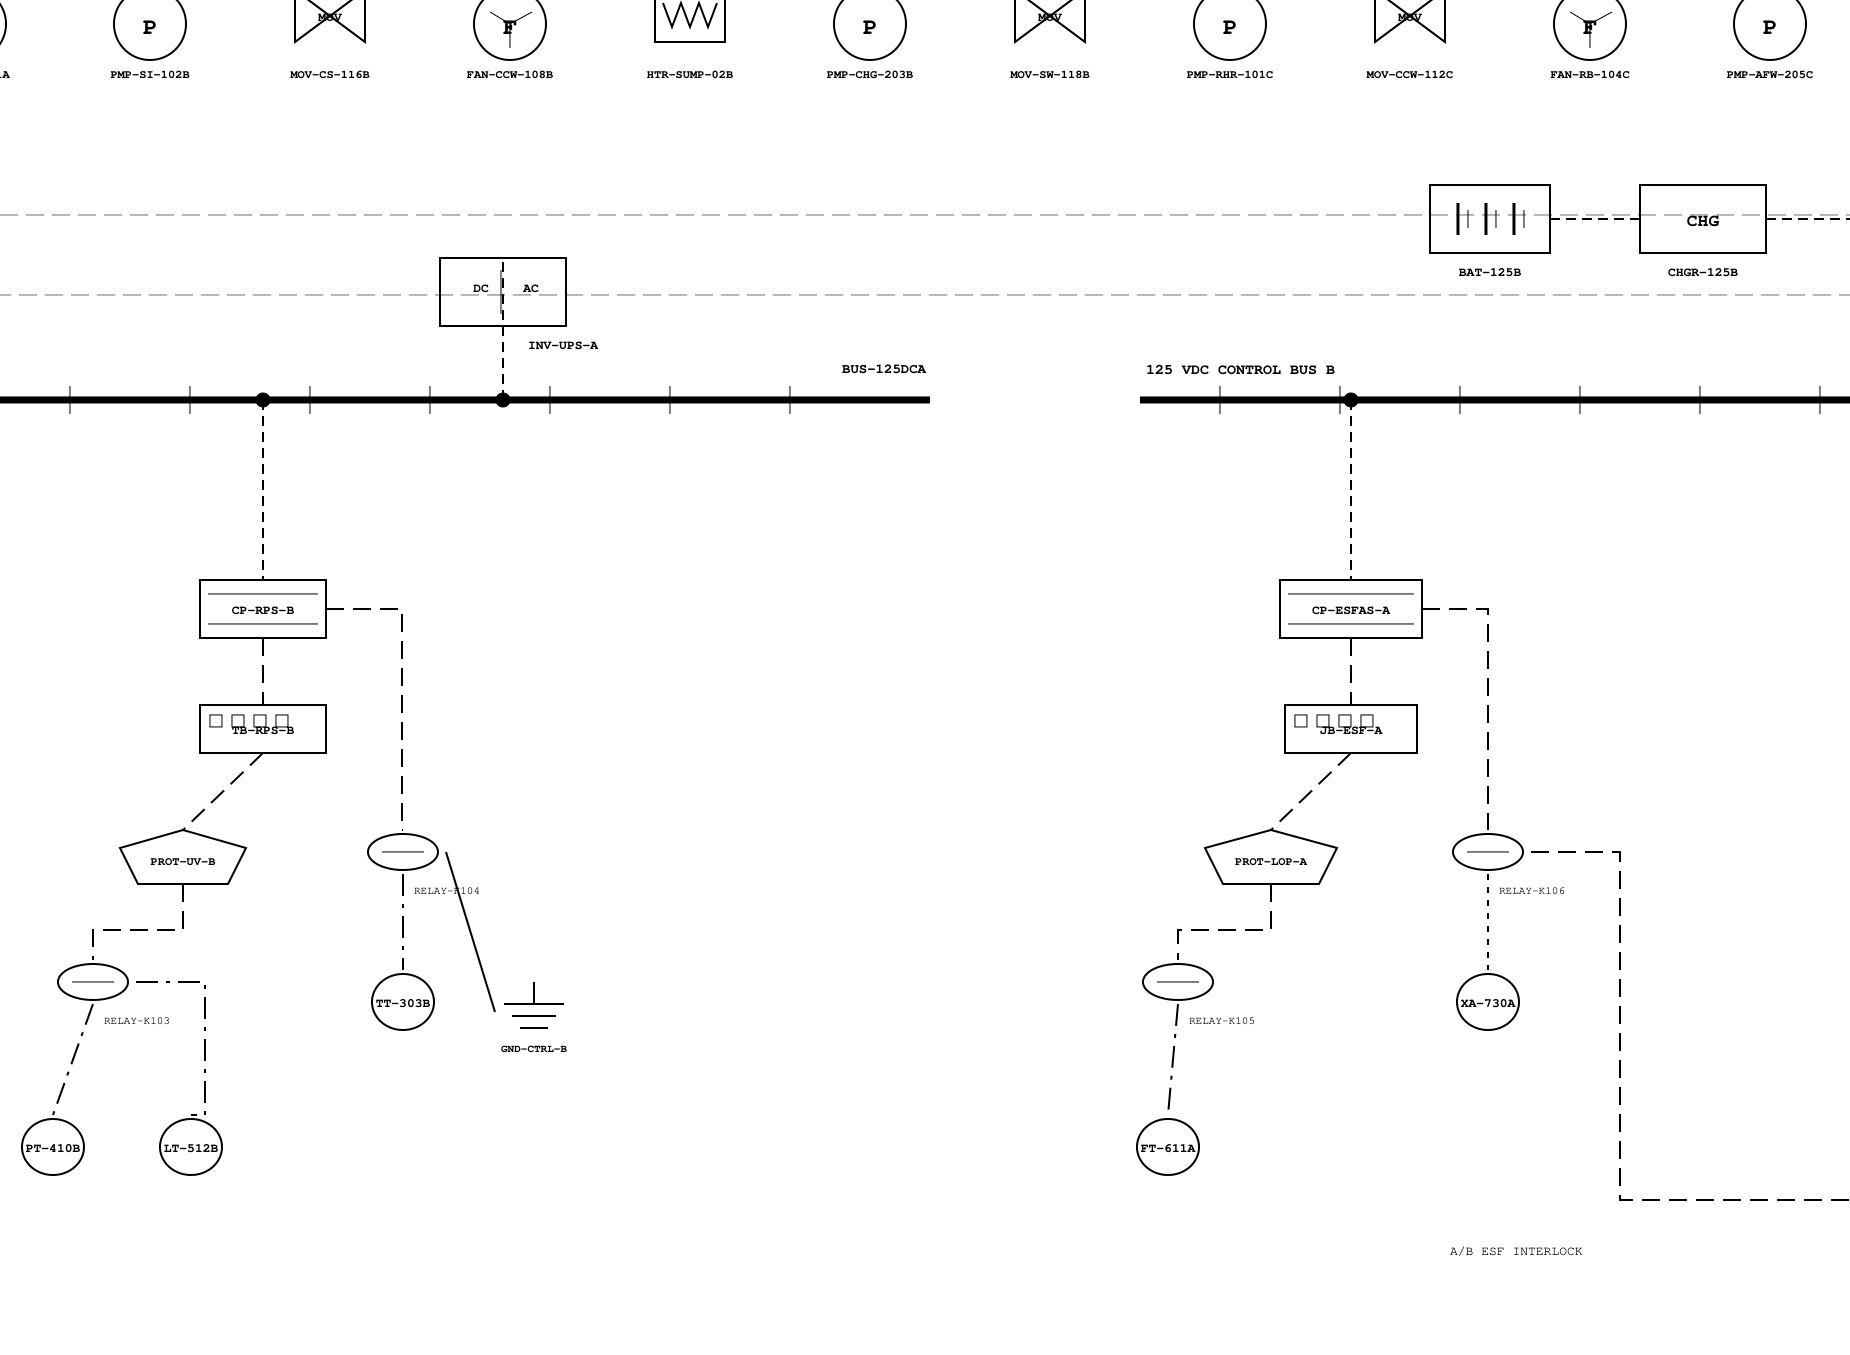 P
MOV
F
P
MOV
P
MOV
F
P
1A
PMP-SI-102B
MOV-CS-116B
FAN-CCW-108B
HTR-SUMP-02B
PMP-CHG-203B
MOV-SW-118B
PMP-RHR-101C
MOV-CCW-112C
FAN-RB-104C
PMP-AFW-205C
CHG
BAT-125B
CHGR-125B
DC
AC
INV-UPS-A
BUS-125DCA
125 VDC CONTROL BUS B
CP-RPS-B
CP-ESFAS-A
TB-RPS-B
JB-ESF-A
PROT-UV-B
PROT-LOP-A
RELAY-K104
RELAY-K106
TT-303B
XA-730A
RELAY-K103
RELAY-K105
GND-CTRL-B
PT-410B
LT-512B
FT-611A
A/B ESF INTERLOCK